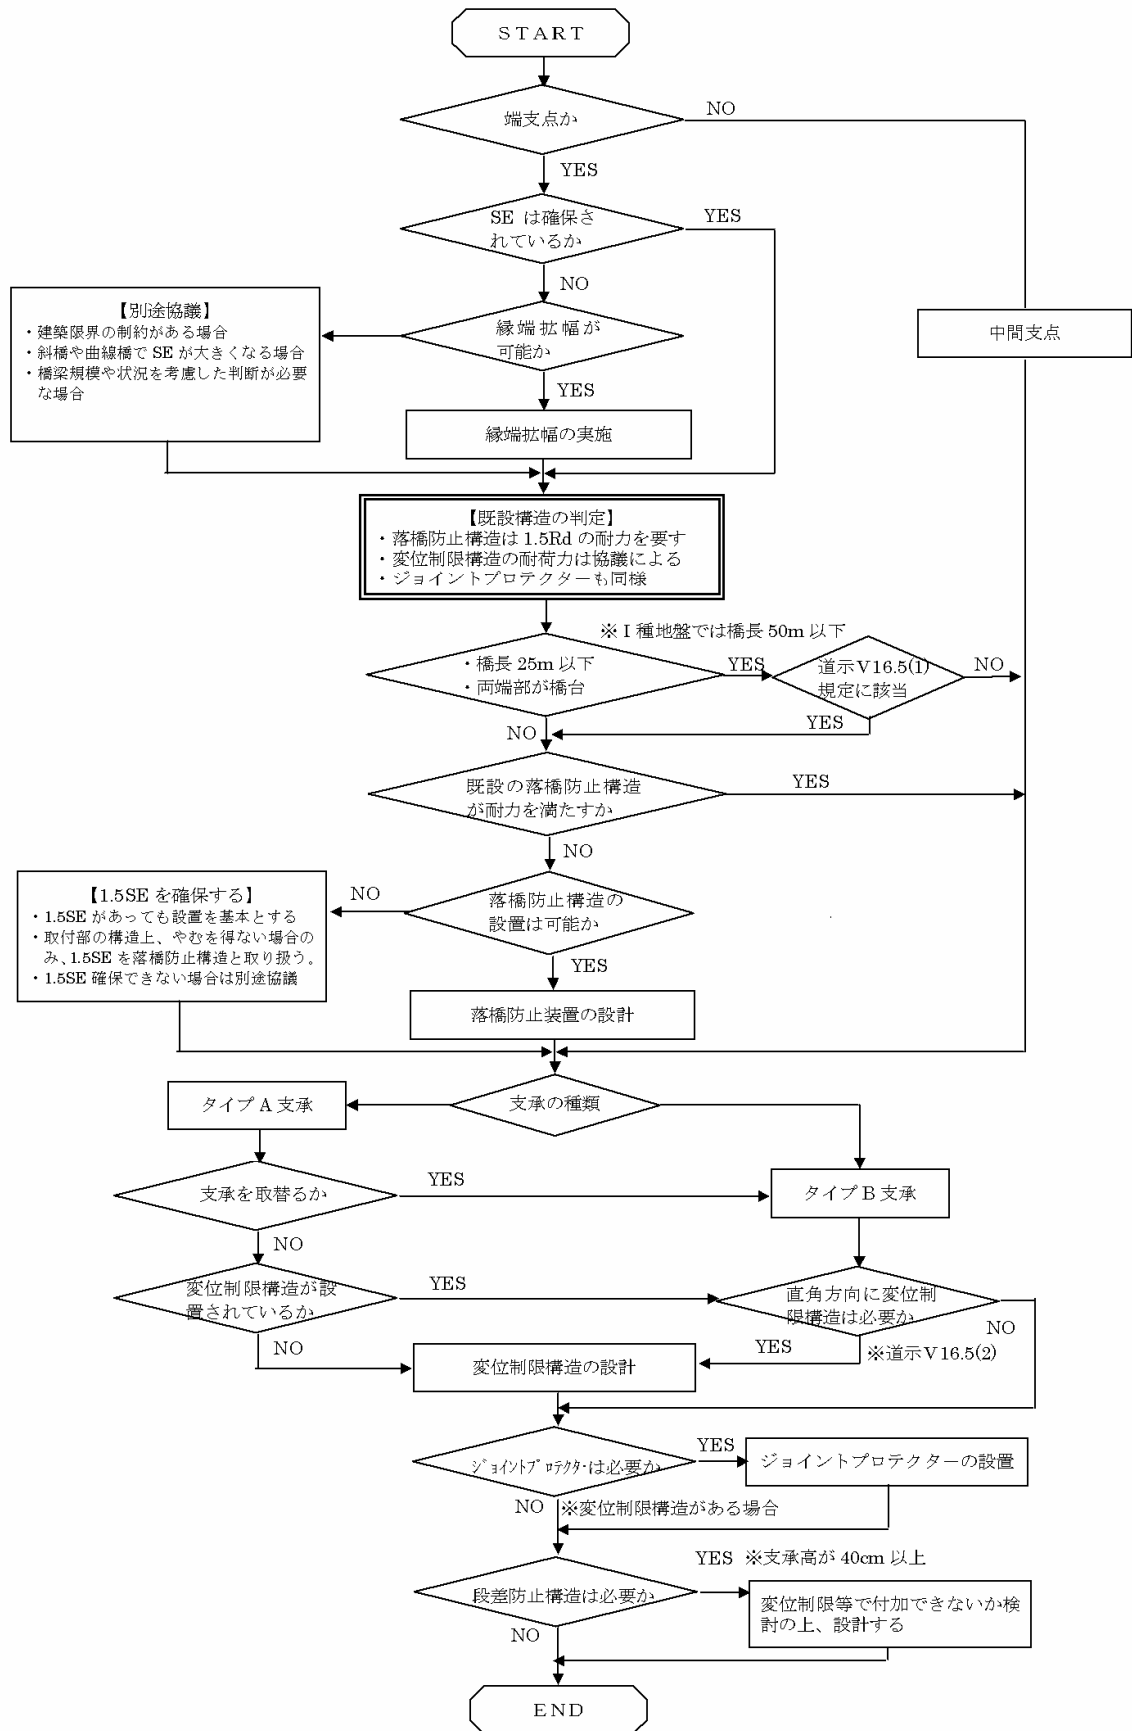 START
端支点か
NO
YES
SE は確保さ
れているか
YES
NO
【別途協議】
・建築限界の制約がある場合
・斜橋や曲線橋で SE が大きくなる場合
・橋梁規模や状況を考慮した判断が必要
な場合
縁端拡幅が
可能か
中間支点
YES
縁端拡幅の実施
【既設構造の判定】
・落橋防止構造は 1.5Rd の耐力を要す
・変位制限構造の耐荷力は協議による
・ジョイントプロテクターも同様
※Ⅰ種地盤では橋長 50m 以下
・橋長 25m 以下
・両端部が橋台
YES
道示Ⅴ16.5(1)
規定に該当
NO
YES
NO
既設の落橋防止構造
が耐力を満たすか
YES
NO
【1.5SE を確保する】
・1.5SE があっても設置を基本とする
・取付部の構造上、やむを得ない場合の
み、1.5SE を落橋防止構造と取り扱う。
・1.5SE 確保できない場合は別途協議
NO
落橋防止構造の
設置は可能か
YES
落橋防止装置の設計
タイプＡ支承
支承の種類
支承を取替るか
YES
タイプＢ支承
NO
変位制限構造が設
置されているか
YES
直角方向に変位制
限構造は必要か
NO
NO
変位制限構造の設計
YES
※道示Ⅴ16.5(2)
ｼﾞｮｲﾝﾄﾌﾟﾛﾃｸﾀｰは必要か
YES
ジョイントプロテクターの設置
NO
※変位制限構造がある場合
YES ※支承高が 40cm 以上
段差防止構造は必要か
変位制限等で付加できないか検
討の上、設計する
NO
END